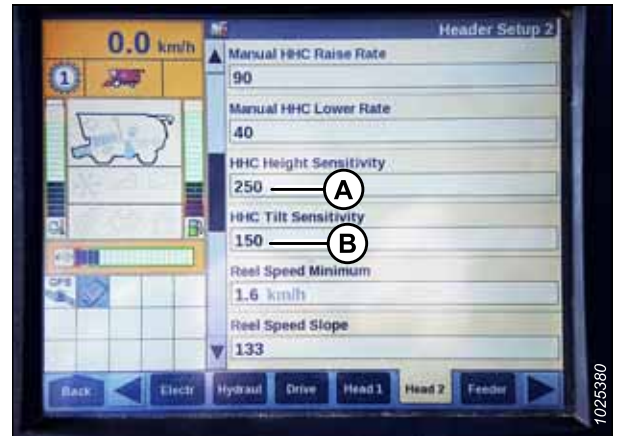 0.0 km/h
Header Setup 2
1
Manual HHC Raise Rate
90
Manual HHC Lower Rate
40
HHC Height Sensitivity
250
A
HHC Tilt Sensitivity
150
B
Reel Speed Minimum
1.6 km/h
Reel Speed Slope
133
GPS
Back
Electr
Hydraul
Drive
Head 1
Head 2
Feeder
1025380